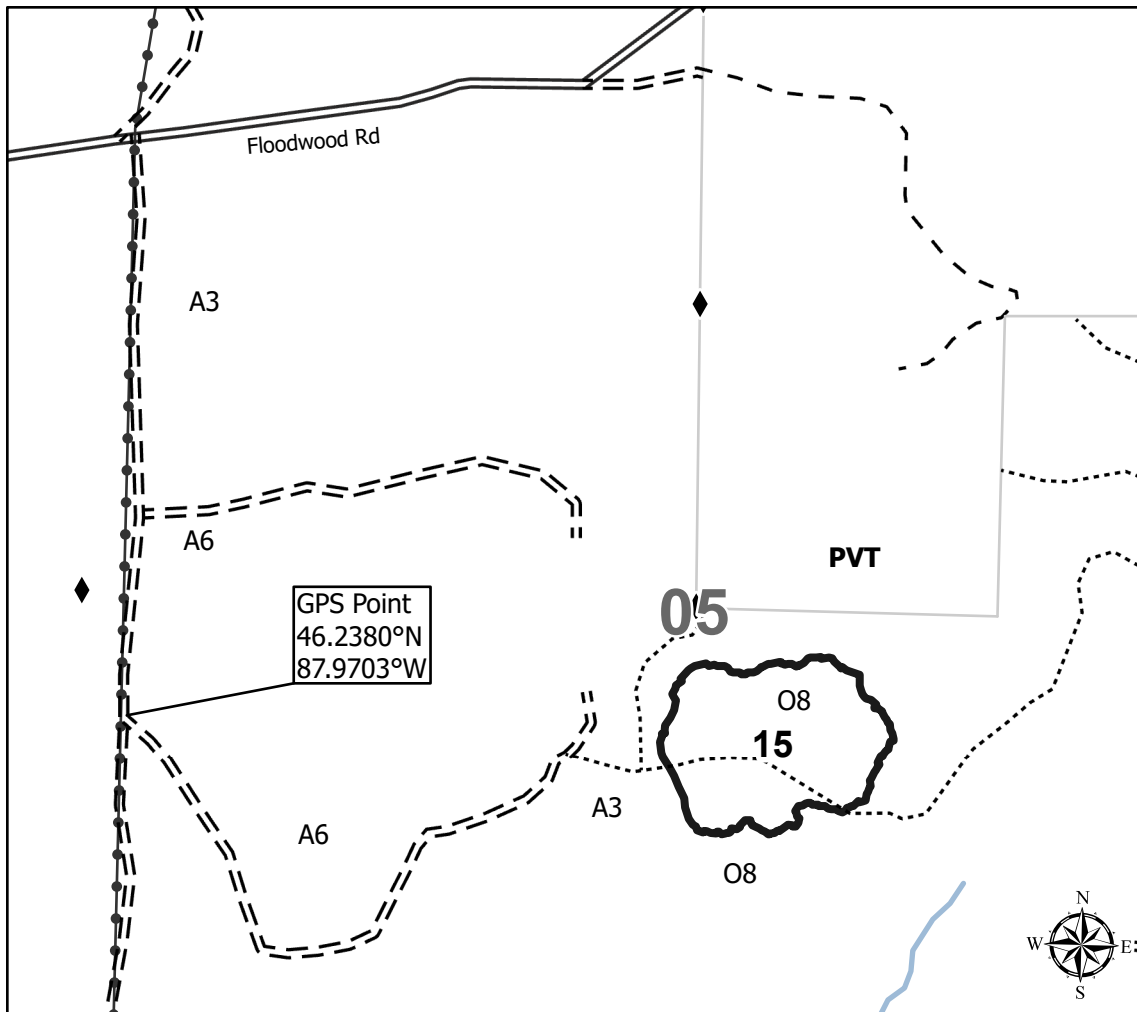 Floodwood Rd
A3
A6
PVT
GPS Point
46.2380°N
87.9703°W
05
O8
15
A3
A6
O8
N
W
E
S